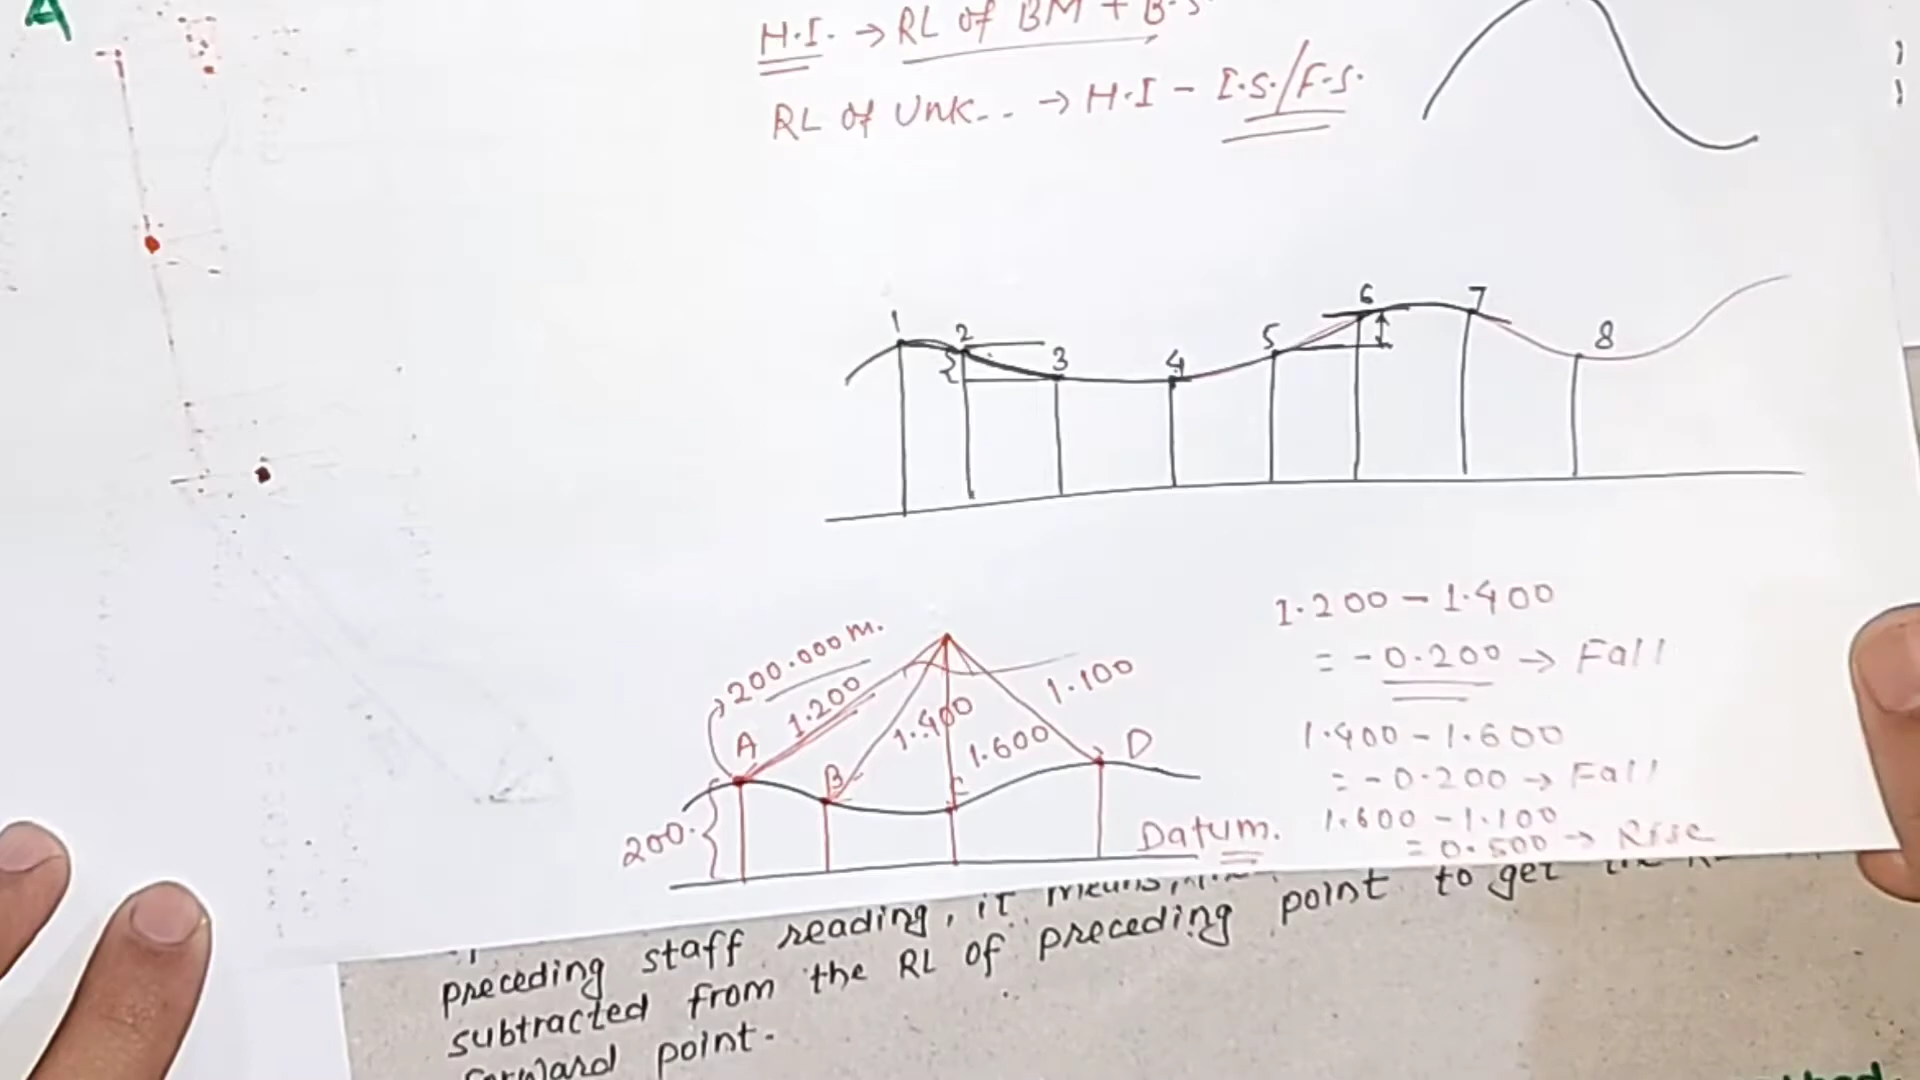 A
H.I. → RL of BM + B.S
RL of Unk.. → H.I - I.S./F.S.
1 2 3 4 5 6 7 8
200.000 m.
1.200
1.400
1.600
1.100
A
B
C
D
200.
Datum.
1.200 - 1.400
= -0.200 → Fall
1.400 - 1.600
= -0.200 → Fall
1.600 - 1.100
= 0.500 → Rise
preceding staff reading, it means,
subtracted from the RL of preceding point to get the
forward point.